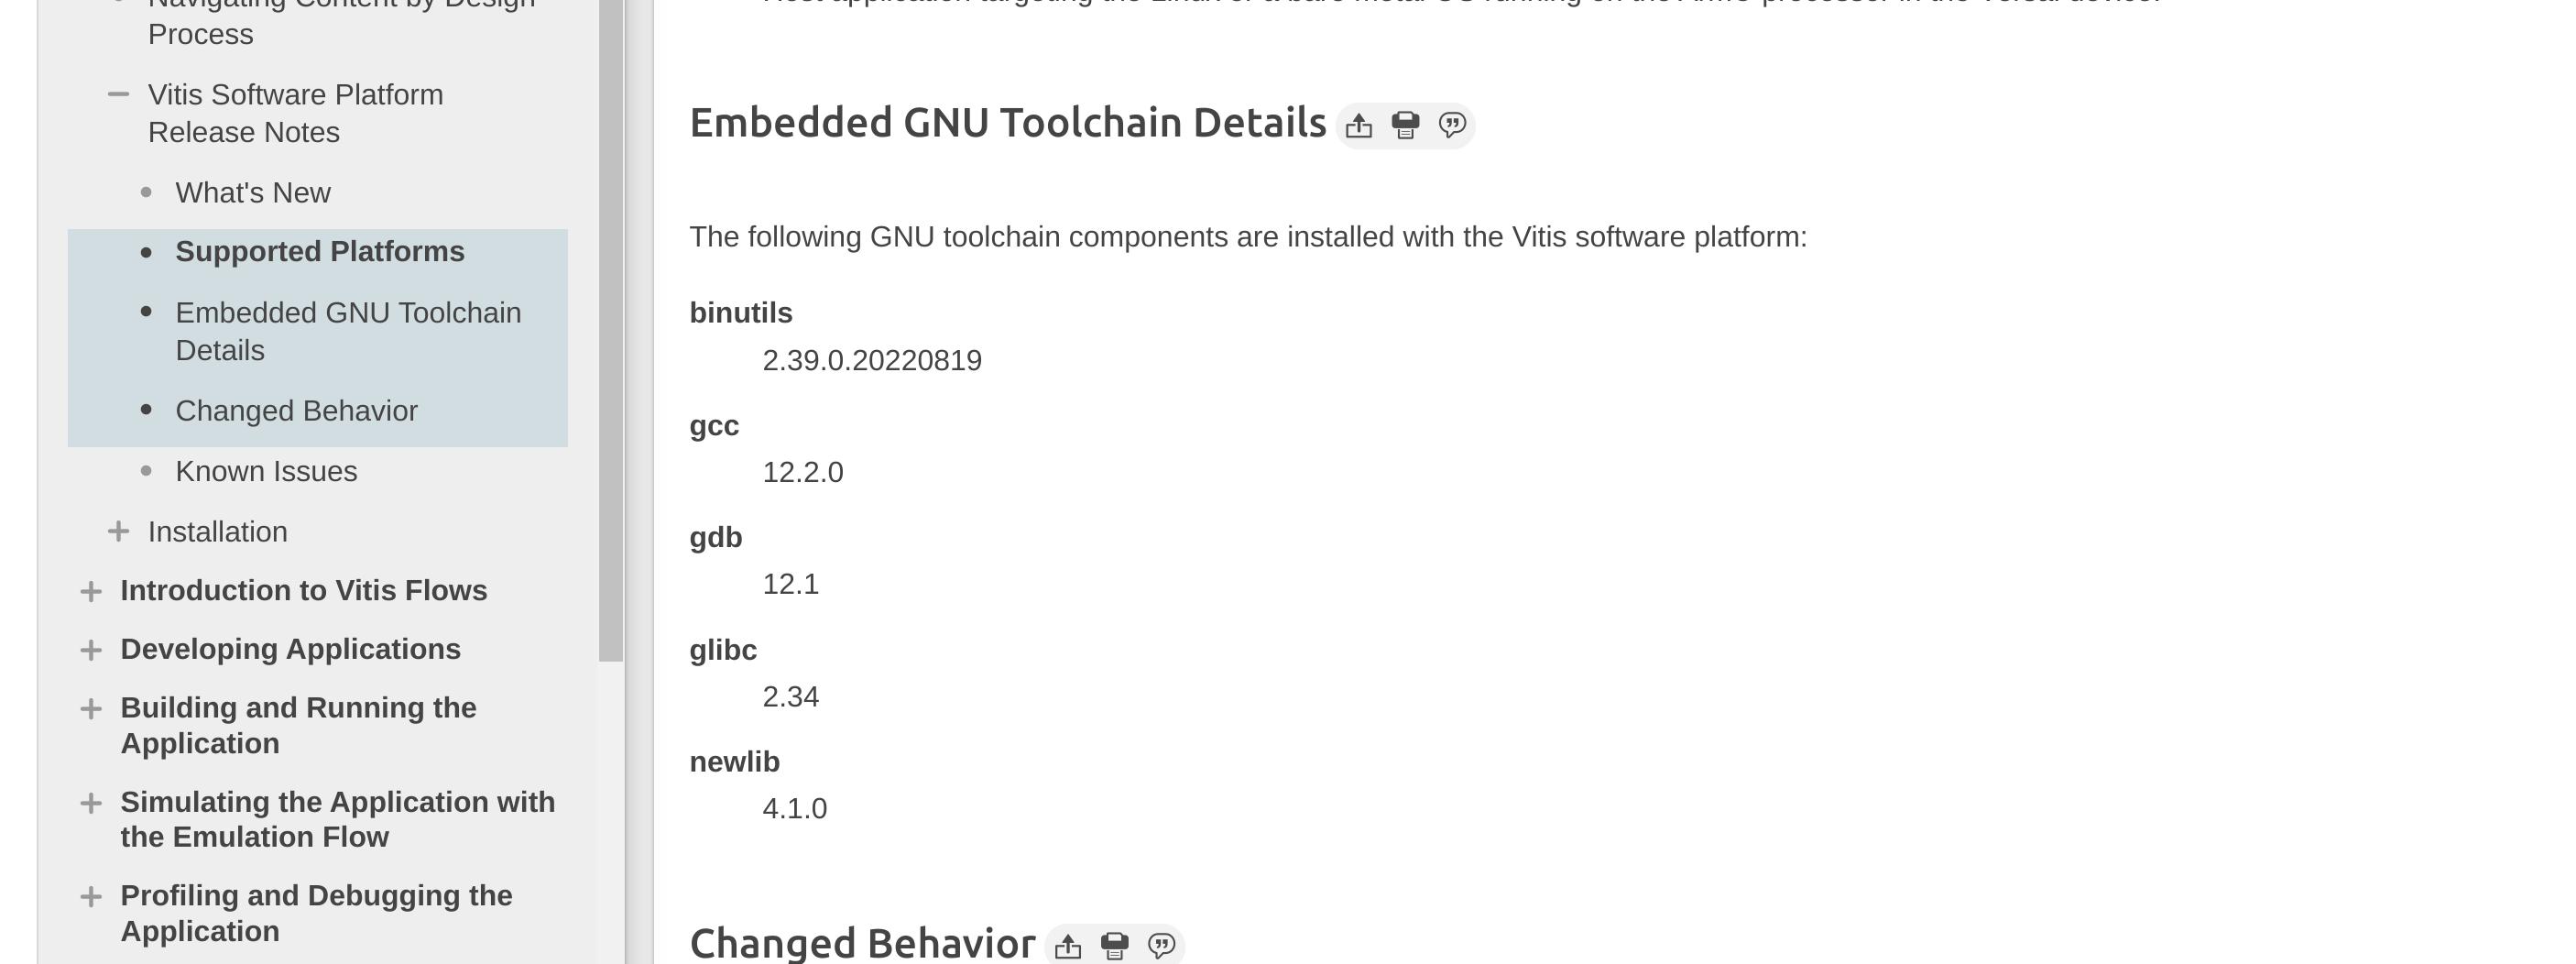 Navigating Content by Design
Process
Vitis Software Platform
Release Notes
What's New
Supported Platforms
Embedded GNU Toolchain
Details
Changed Behavior
Known Issues
Installation
Introduction to Vitis Flows
Developing Applications
Building and Running the
Application
Simulating the Application with
the Emulation Flow
Profiling and Debugging the
Application
Embedded GNU Toolchain Details
The following GNU toolchain components are installed with the Vitis software platform:
binutils
2.39.0.20220819
gcc
12.2.0
gdb
12.1
glibc
2.34
newlib
4.1.0
Changed Behavior